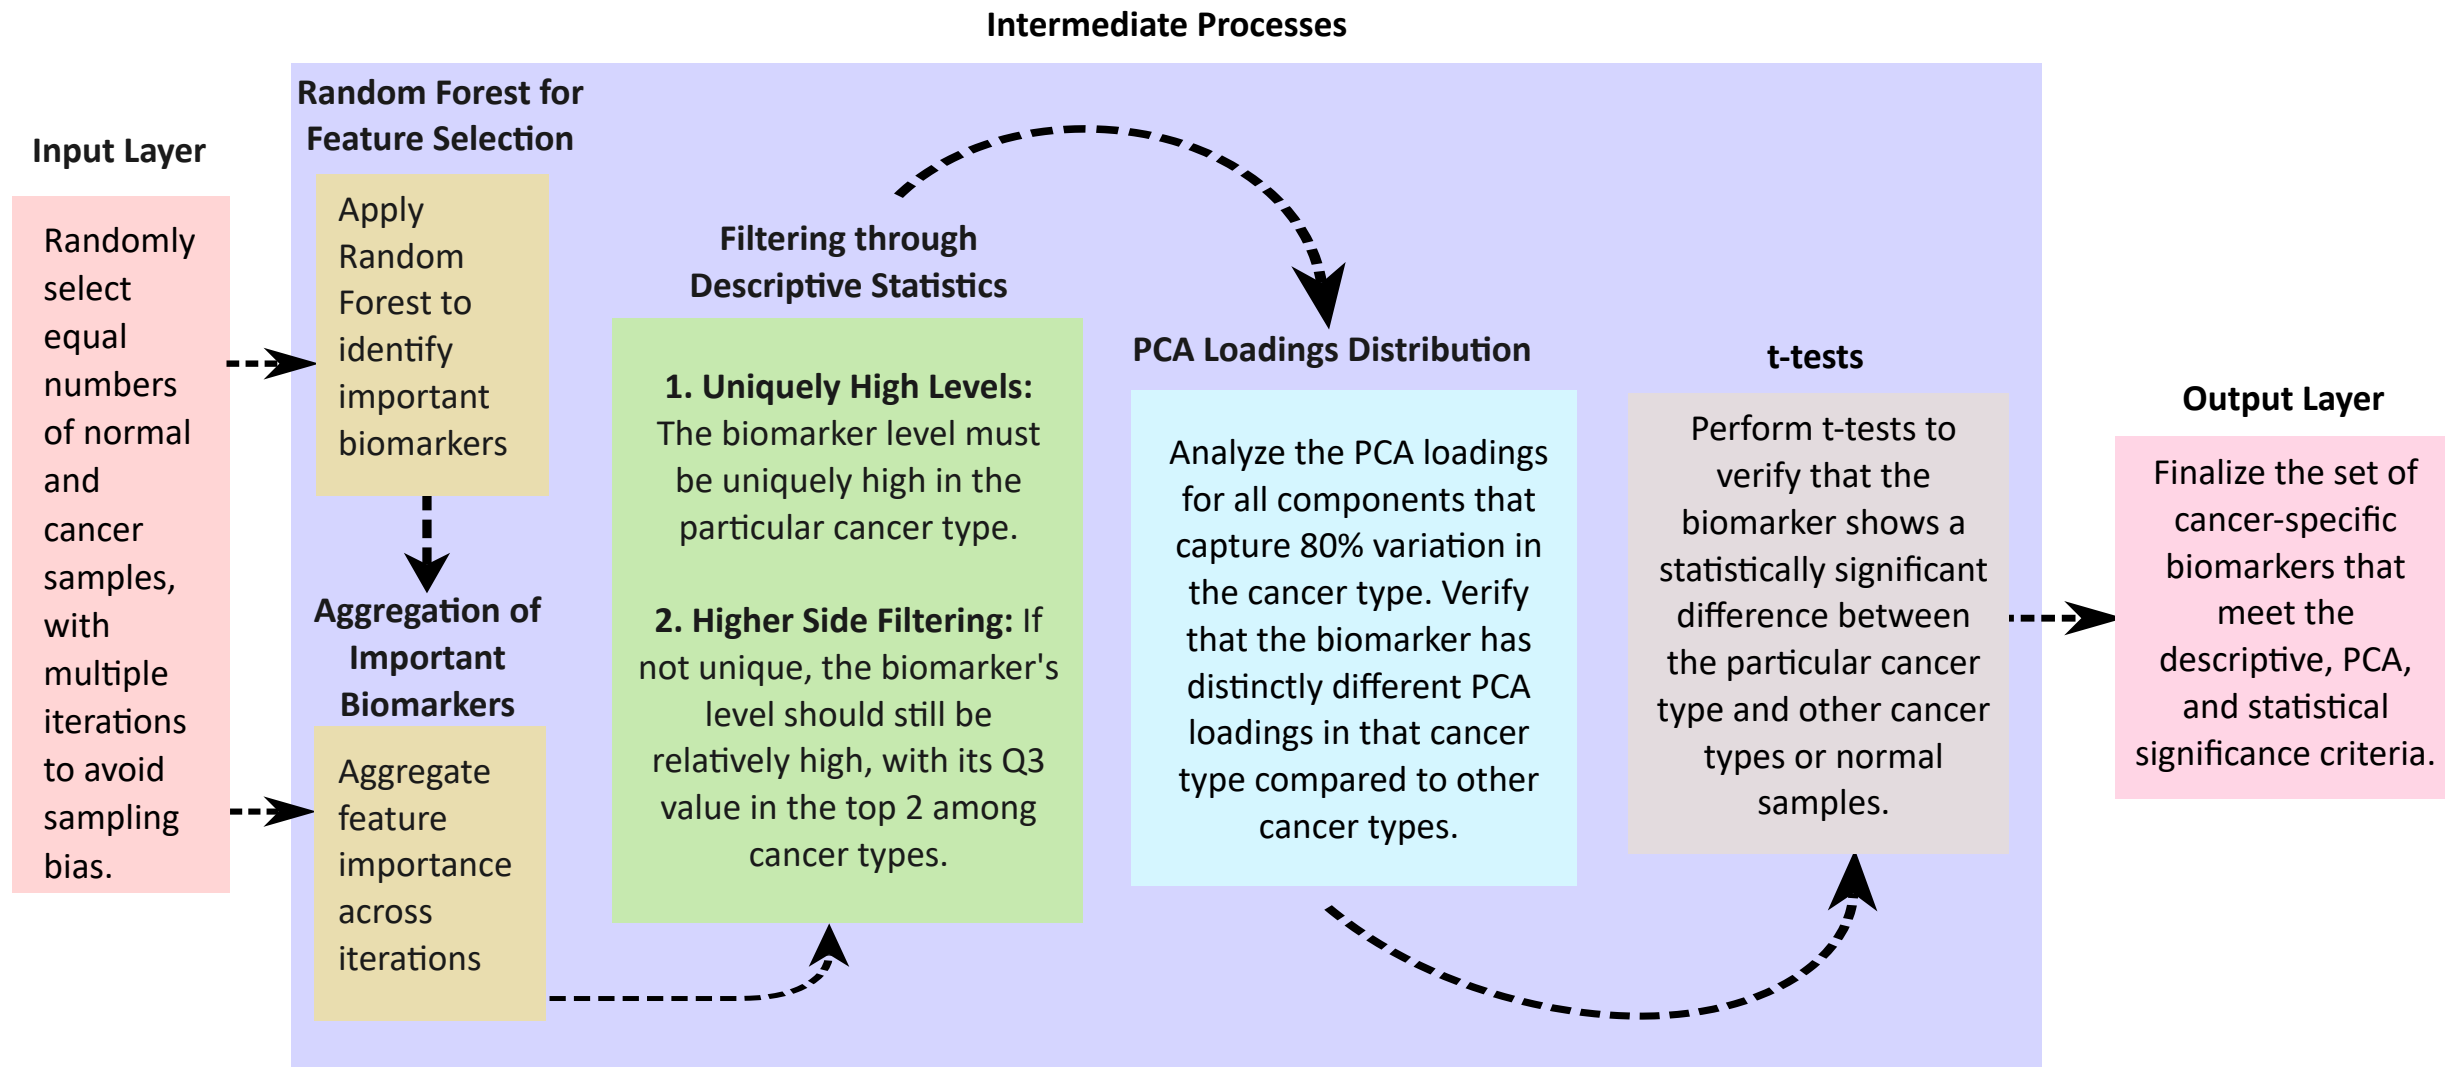 Intermediate Processes
Input Layer
Randomly
select
equal
numbers
of normal
and
cancer
samples,
with
multiple
iterations
to avoid
sampling
bias.
Random Forest for
Feature Selection
Apply
Random
Forest to
identify
important
biomarkers
Aggregation of
Important
Biomarkers
Aggregate
feature
importance
across
iterations
Filtering through
Descriptive Statistics
1. Uniquely High Levels:
The biomarker level must
be uniquely high in the
particular cancer type.
2. Higher Side Filtering: If
not unique, the biomarker's
level should still be
relatively high, with its Q3
value in the top 2 among
cancer types.
PCA Loadings Distribution
Analyze the PCA loadings
for all components that
capture 80% variation in
the cancer type. Verify
that the biomarker has
distinctly different PCA
loadings in that cancer
type compared to other
cancer types.
t-tests
Perform t-tests to
verify that the
biomarker shows a
statistically significant
difference between
the particular cancer
type and other cancer
types or normal
samples.
Output Layer
Finalize the set of
cancer-specific
biomarkers that
meet the
descriptive, PCA,
and statistical
significance criteria.